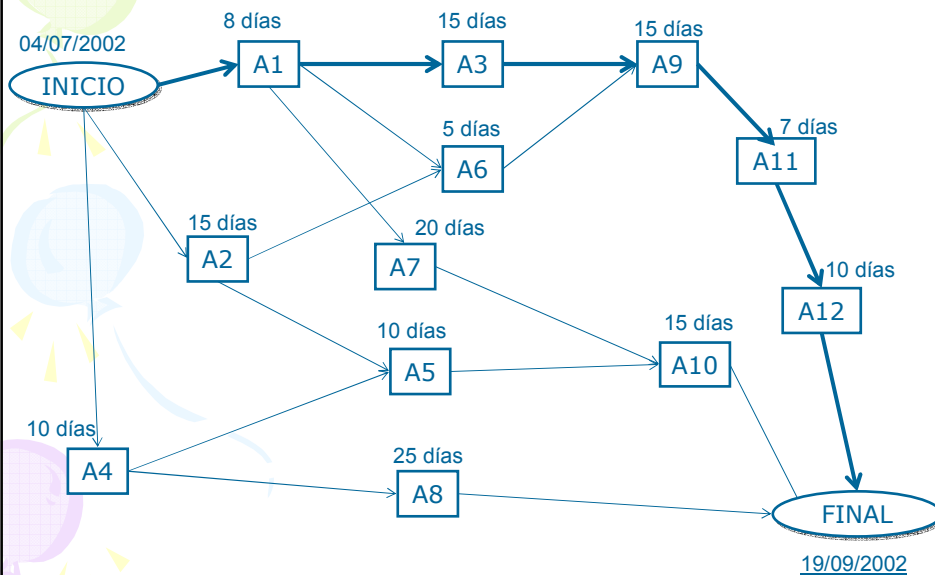 8 días
15 días
15 días
04/07/2002
INICIO
A1
A3
A9
5 días
7 días
A6
A11
15 días
20 días
A2
A7
10 días
A12
10 días
15 días
A5
A10
10 días
A4
25 días
A8
FINAL
19/09/2002